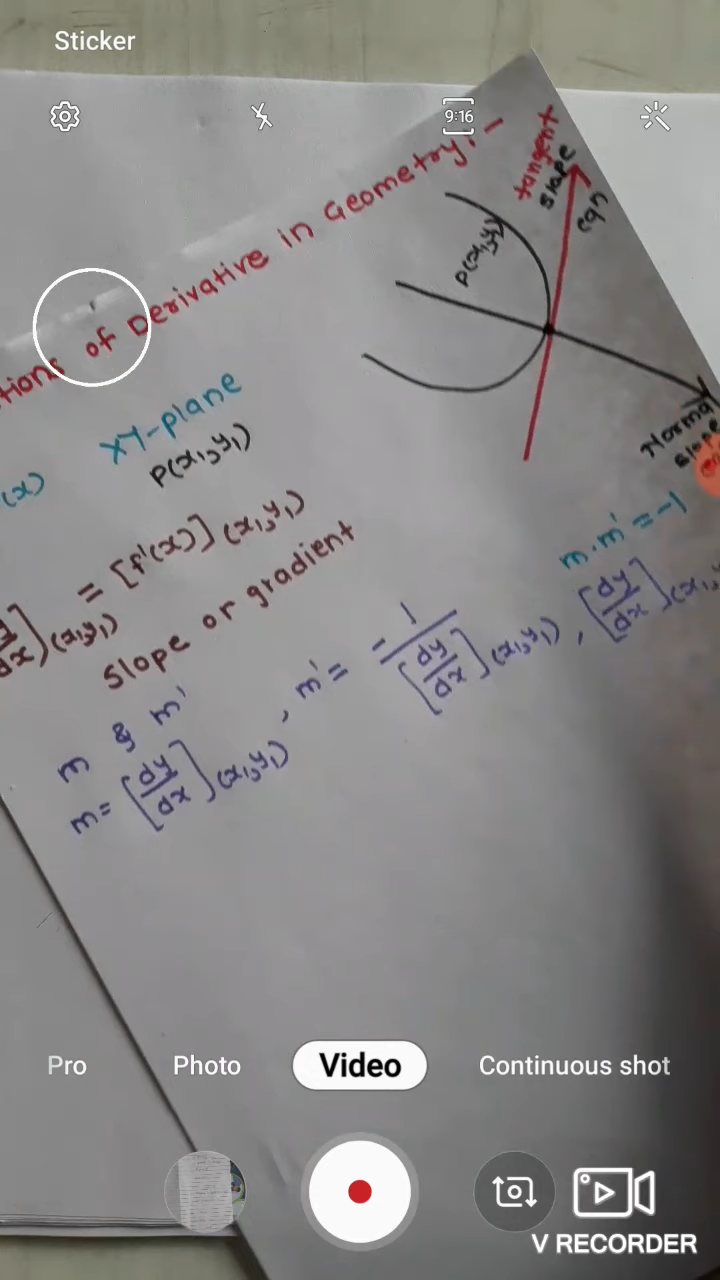 Sticker
9:16
tions of Derivative in Geometry:-
tangent
slope
eqn
P(x1,y1)
Normal
slope
XY-plane
(x)
P(x1,y1)
dx)(x1,y1) = [f'(x)](x1,y1)
Slope or gradient
m.m' = -1
m & m'
m = [dy/dx](x1,y1), m' = -1/[dy/dx](x1,y1), [dy/dx](x1,y
Pro
Photo
Video
Continuous shot
V RECORDER